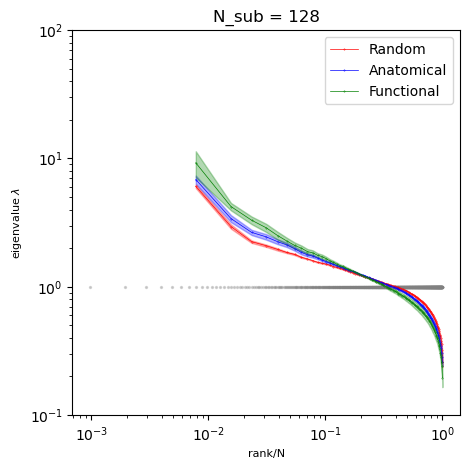 N_sub = 128
10²
Random
Anatomical
Functional
10¹
eigenvalue λ
10⁰
10⁻¹
10⁻³ 10⁻² 10⁻¹ 10⁰
rank/N